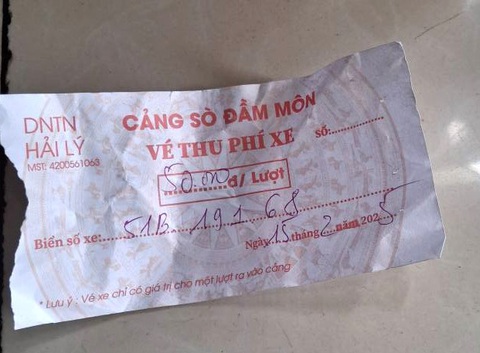 DNTN
HẢI LÝ
MST: 4200561063
CẢNG SÒ ĐẦM MÔN
VÉ THU PHÍ XE Số:
50.00 đ/ Lượt
Biển số xe: 51B 191 68
Ngày 15 tháng 2 năm 2025
* Lưu ý : Vé xe chỉ có giá trị cho một lượt ra vào cảng